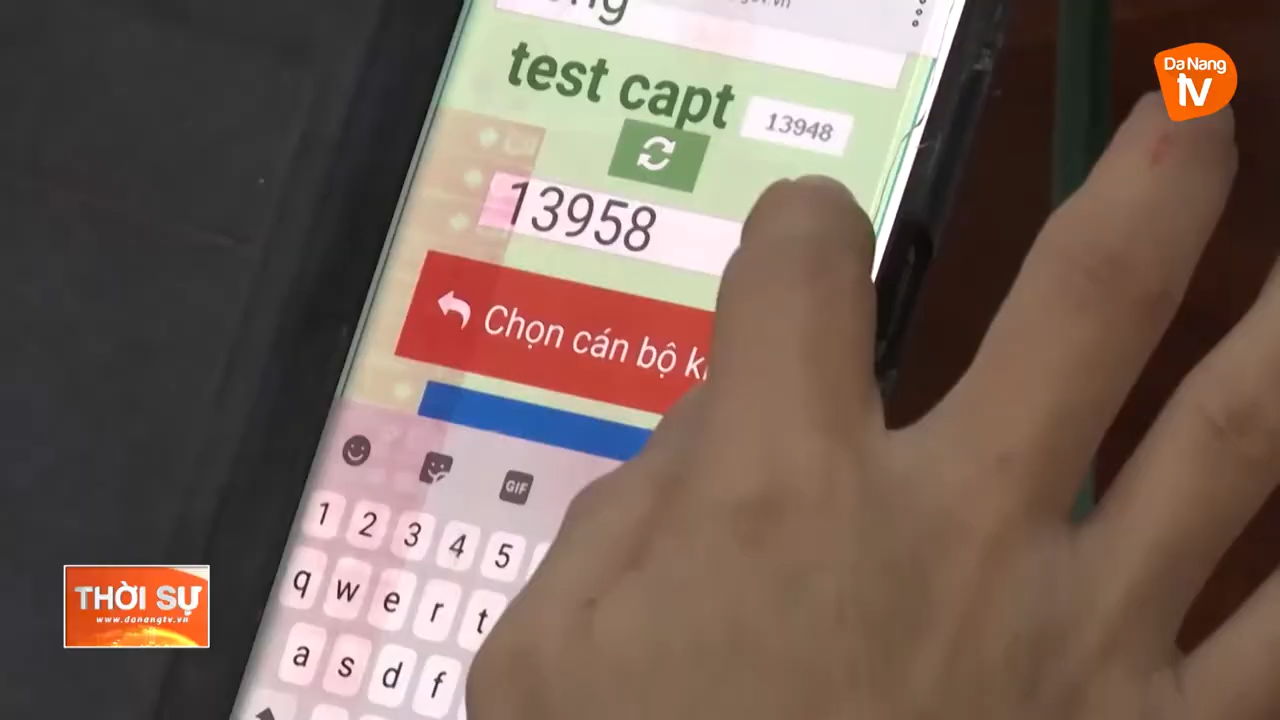 Da Nang
tv
test capt
13948
13958
Chọn cán bộ
GIF
1 2 3 4 5
q w e r t
a s d f
THỜI SỰ
www.danangtv.vn